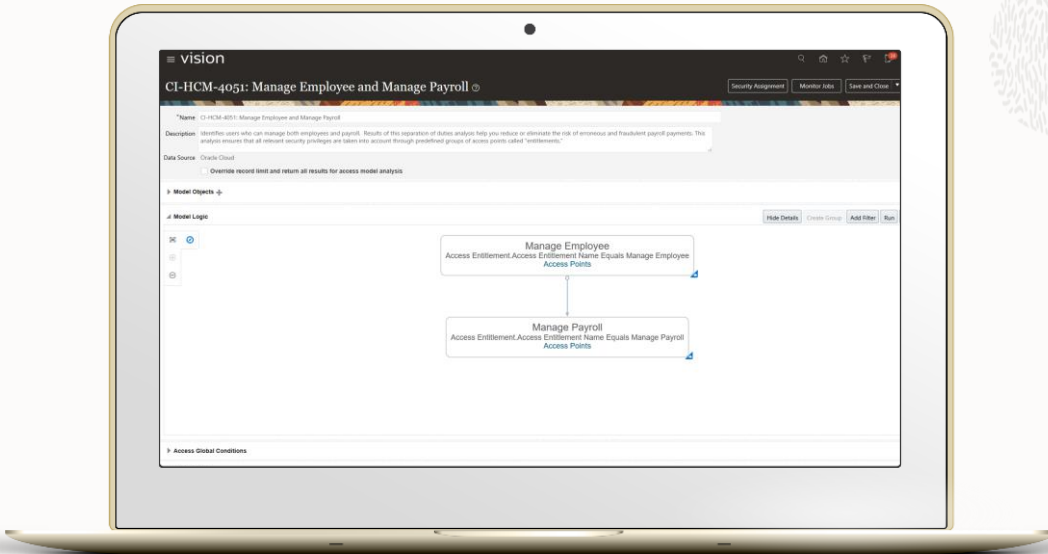 vision
CI-HCM-4051: Manage Employee and Manage Payroll
Security Assignment Monitor Jobs Save and Close
*Name CI-HCM-4051: Manage Employee and Manage Payroll
Description Identifies users who can manage both employees and payroll. Results of this separation of duties analysis help you reduce or eliminate the risk of erroneous and fraudulent payroll payments. This
analysis ensures that all relevant security privileges are taken into account through predefined groups of access points called "entitlements."
Data Source Oracle Cloud
Override record limit and return all results for access model analysis
Model Objects
Model Logic
Hide Details Create Group Add Filter Run
Manage Employee
Access Entitlement.Access Entitlement Name Equals Manage Employee
Access Points
Manage Payroll
Access Entitlement.Access Entitlement Name Equals Manage Payroll
Access Points
Access Global Conditions